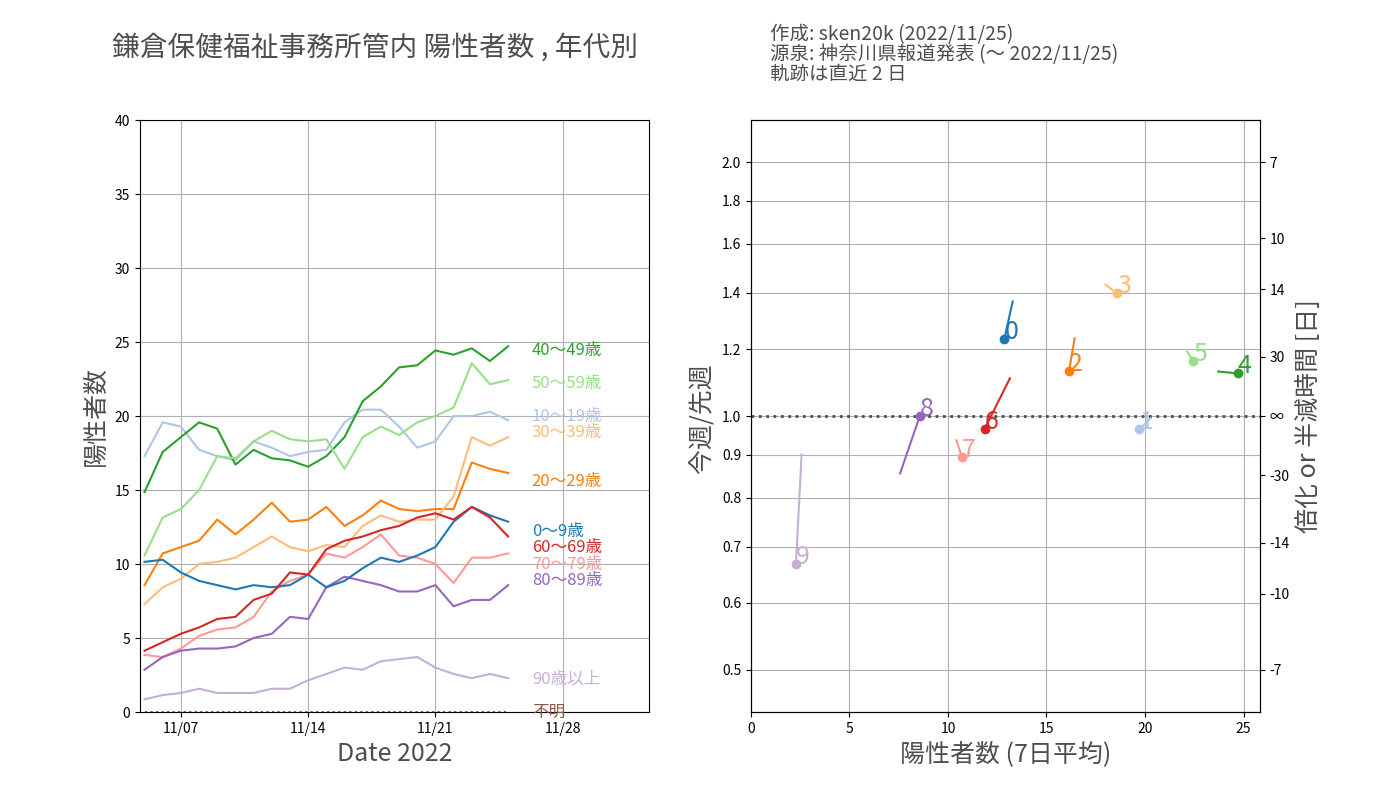 鎌倉保健福祉事務所管内 陽性者数 , 年代別
作成: sken20k (2022/11/25)
源泉: 神奈川県報道発表 (〜 2022/11/25)
軌跡は直近 2 日
陽性者数
40
35
30
25
20
15
10
5
0
40〜49歳
50〜59歳
10〜19歳
30〜39歳
20〜29歳
0〜9歳
60〜69歳
70〜79歳
80〜89歳
90歳以上
不明
11/07
11/14
11/21
11/28
Date 2022
今週/先週
2.0
1.8
1.6
1.4
1.2
1.0
0.9
0.8
0.7
0.6
0.5
3
0
2
5
4
8
6
1
7
9
7
10
14
30
∞
-30
-14
-10
-7
倍化 or 半減時間 [日]
0
5
10
15
20
25
陽性者数 (7日平均)